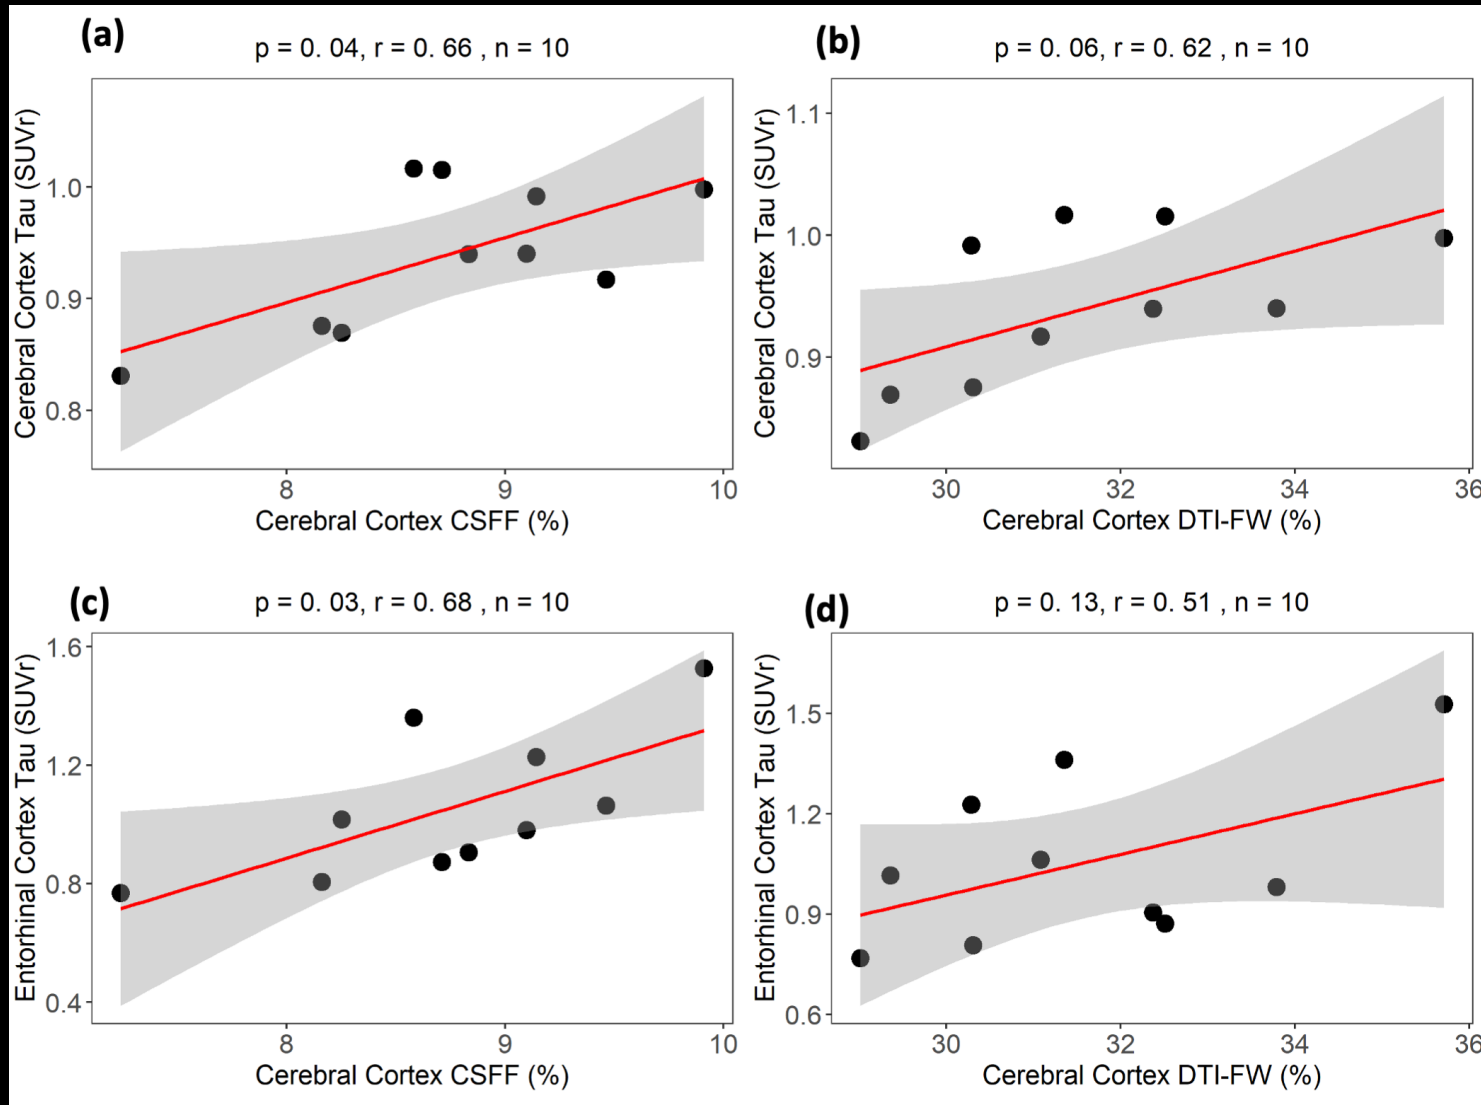 (a)
p = 0. 04, r = 0.66 , n = 10
Cerebral Cortex Tau (SUVr)
1.0
0.9
0.8
8
9
10
Cerebral Cortex CSFF (%)
(b)
p = 0. 06, r = 0. 62 , n = 10
Cerebral Cortex Tau (SUVr)
1.1
1.0
0.9
30
32
34
36
Cerebral Cortex DTI-FW (%)
(c)
p = 0. 03, r = 0. 68 , n = 10
Entorhinal Cortex Tau (SUVr)
1.6
1.2
0.8
0.4
8
9
10
Cerebral Cortex CSFF (%)
(d)
p = 0. 13, r = 0. 51 , n = 10
Entorhinal Cortex Tau (SUVr)
1.5
1.2
0.9
0.6
30
32
34
36
Cerebral Cortex DTI-FW (%)